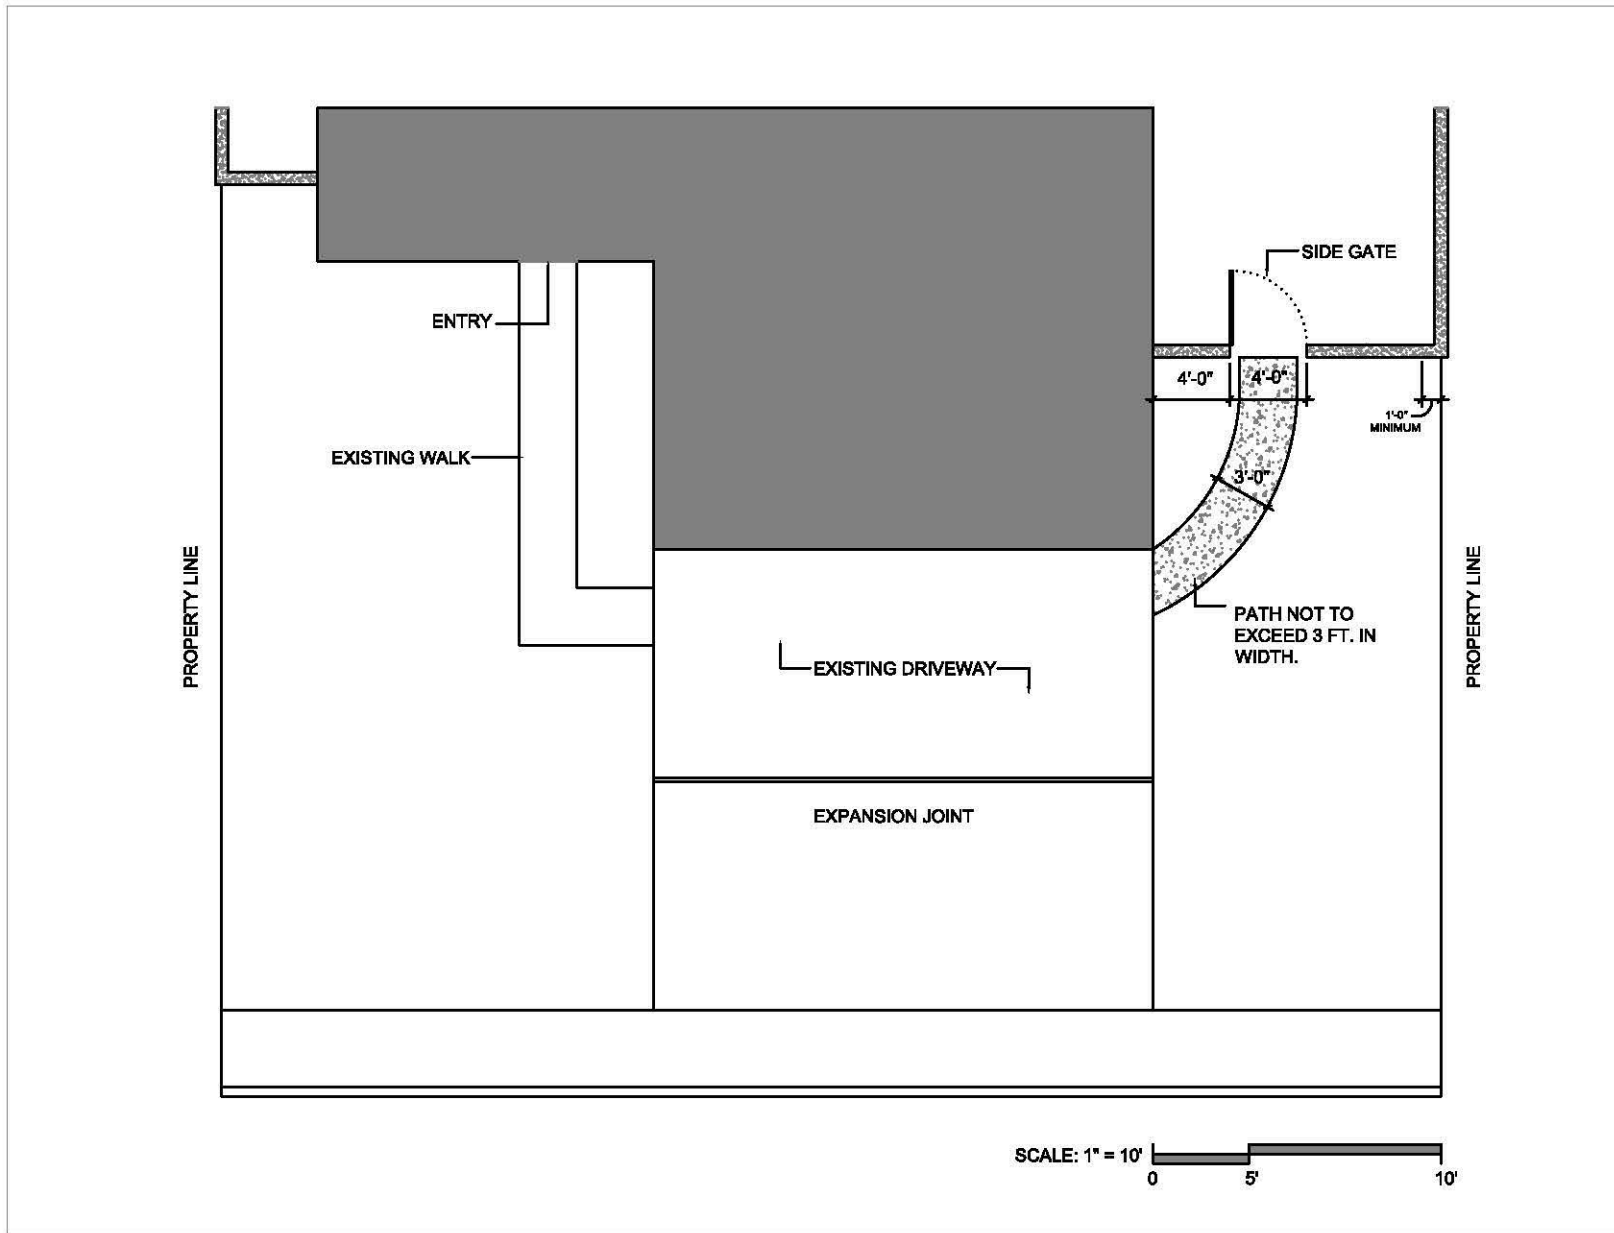 SIDE GATE
ENTRY
4'-0"
4'-0"
1'-0"
MINIMUM
EXISTING WALK
3'-0"
PROPERTY LINE
PROPERTY LINE
PATH NOT TO
EXCEED 3 FT. IN
WIDTH.
EXISTING DRIVEWAY
EXPANSION JOINT
SCALE: 1" = 10'
0
5'
10'